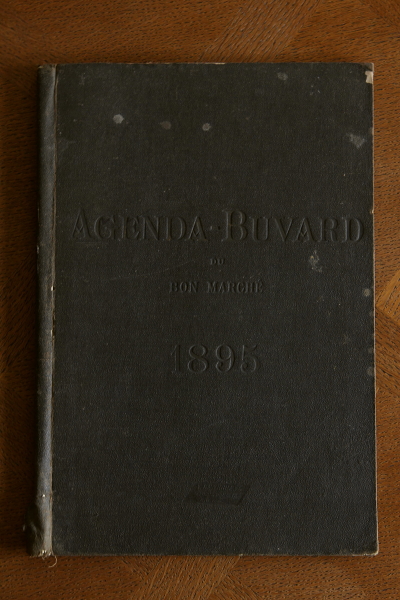 AGENDA·BUVARD
DU
BON MARCHÉ
1895